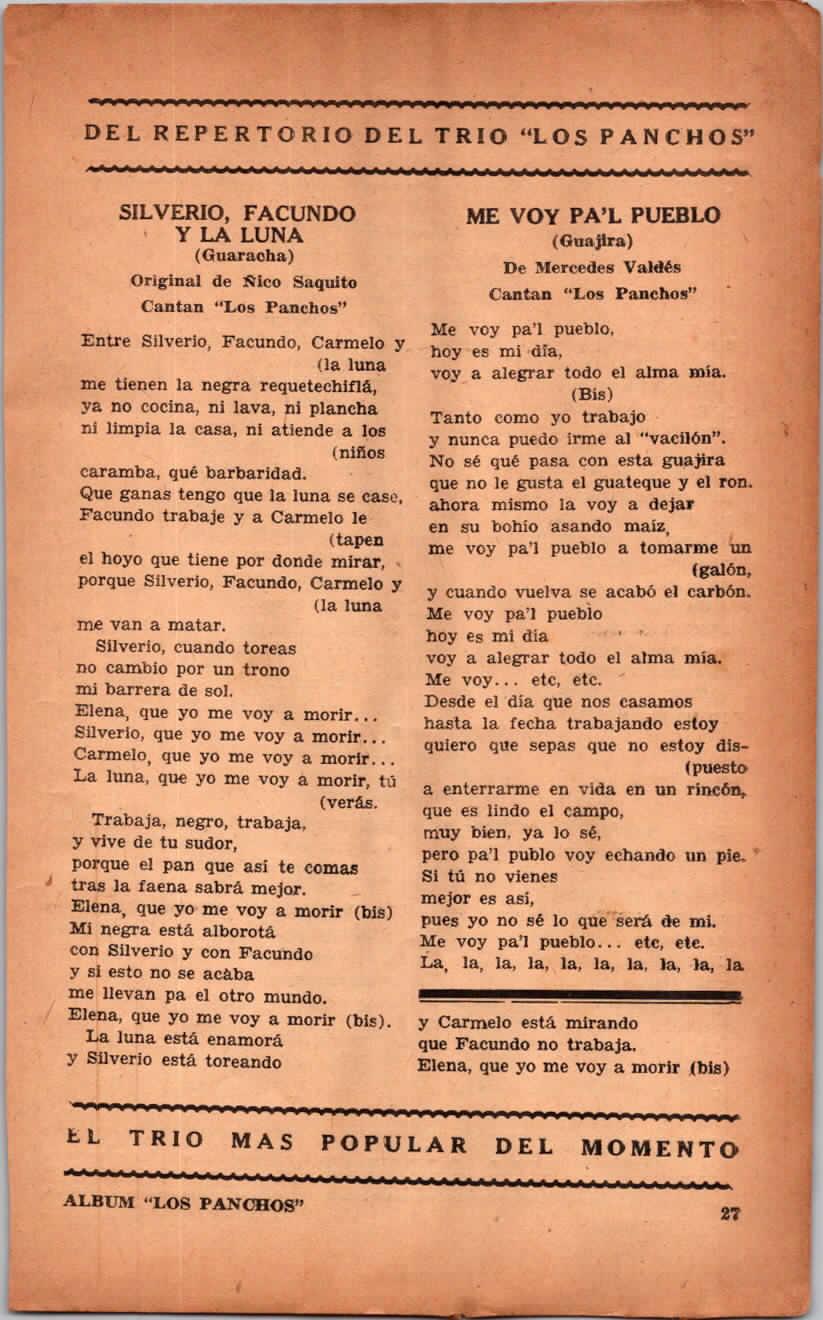 DEL REPERTORIO DEL TRIO "LOS PANCHOS"
SILVERIO, FACUNDO
Y LA LUNA
(Guaracha)
Original de Ñico Saquito
Cantan "Los Panchos"
Entre Silverio, Facundo, Carmelo y
(la luna
me tienen la negra requetechiflá,
ya no cocina, ni lava, ni plancha
ni limpia la casa, ni atiende a los
(niños
caramba, qué barbaridad.
Que ganas tengo que la luna se case,
Facundo trabaje y a Carmelo le
(tapen
el hoyo que tiene por donde mirar,
porque Silverio, Facundo, Carmelo y
(la luna
me van a matar.
Silverio, cuando toreas
no cambio por un trono
mi barrera de sol.
Elena, que yo me voy a morir...
Silverio, que yo me voy a morir...
Carmelo, que yo me voy a morir...
La luna, que yo me voy a morir, tú
(verás.
Trabaja, negro, trabaja,
y vive de tu sudor,
porque el pan que así te comas
tras la faena sabrá mejor.
Elena, que yo me voy a morir (bis)
Mi negra está alborotá
con Silverio y con Facundo
y si esto no se acaba
me llevan pa el otro mundo.
Elena, que yo me voy a morir (bis).
La luna está enamorá
y Silverio está toreando
ME VOY PA'L PUEBLO
(Guajira)
De Mercedes Valdés
Cantan "Los Panchos"
Me voy pa'l pueblo,
hoy es mi día,
voy a alegrar todo el alma mía.
(Bis)
Tanto como yo trabajo
y nunca puedo irme al "vacilón".
No sé qué pasa con esta guajira
que no le gusta el guateque y el ron.
ahora mismo la voy a dejar
en su bohío asando maíz,
me voy pa'l pueblo a tomarme un
(galón,
y cuando vuelva se acabó el carbón.
Me voy pa'l pueblo
hoy es mi día
voy a alegrar todo el alma mía.
Me voy... etc, etc.
Desde el día que nos casamos
hasta la fecha trabajando estoy
quiero que sepas que no estoy dis-
(puesto
a enterrarme en vida en un rincón,
que es lindo el campo,
muy bien, ya lo sé,
pero pa'l publo voy echando un pie.
Si tú no vienes
mejor es así,
pues yo no sé lo que será de mi.
Me voy pa'l pueblo... etc, etc.
La, la, la, la, la, la, la, la, la, la
y Carmelo está mirando
que Facundo no trabaja.
Elena, que yo me voy a morir (bis)
EL TRIO MAS POPULAR DEL MOMENTO
ALBUM "LOS PANCHOS"
27